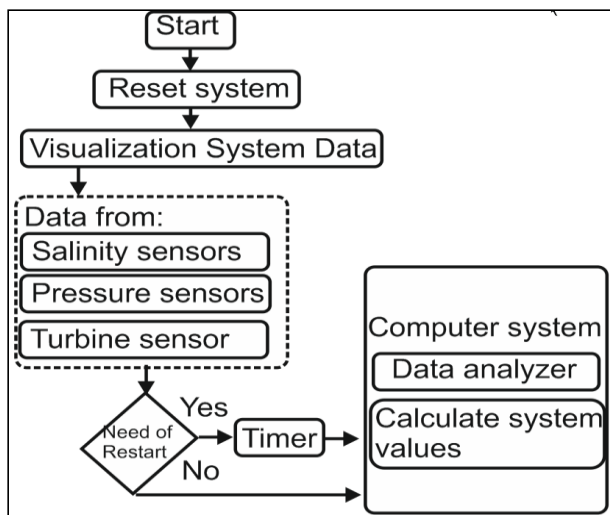 Start
Reset system
Visualization System Data
Data from:
Salinity sensors
Pressure sensors
Turbine sensor
Need of
Restart
Yes
No
Timer
Computer system
Data analyzer
Calculate system
values